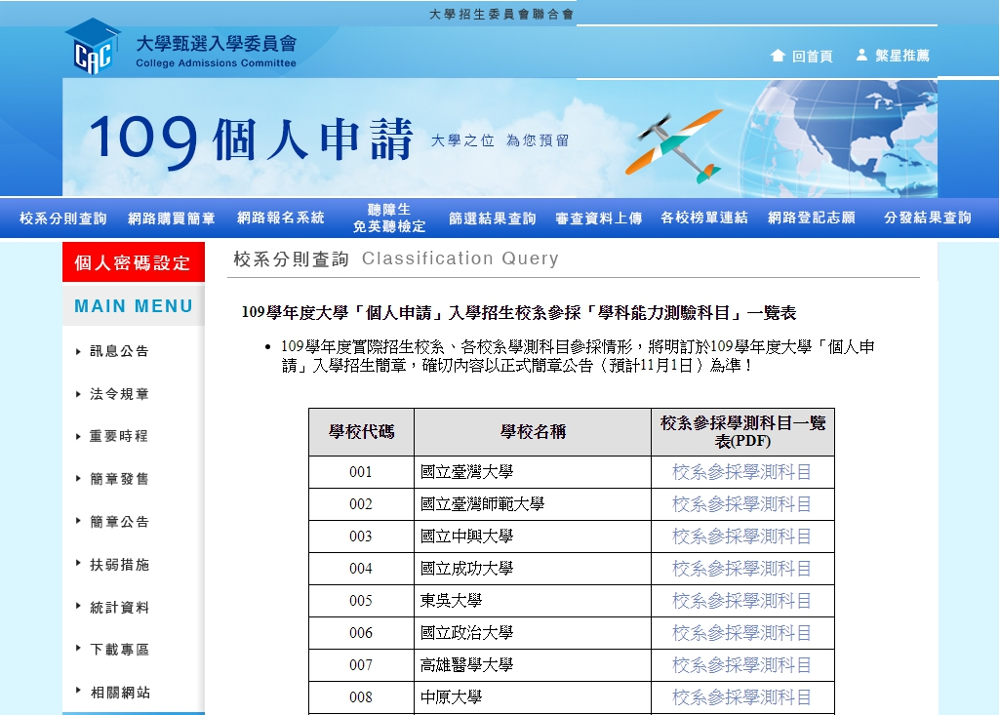 大學招生委員會聯合會
CAC
大學甄選入學委員會
College Admissions Committee
回首頁
繁星推薦
109 個人申請
大學之位 為您預留
校系分則查詢
網路購買簡章
網路報名系統
聽障生
免英聽檢定
篩選結果查詢
審查資料上傳
各校榜單連結
網路登記志願
分發結果查詢
個人密碼設定
MAIN MENU
訊息公告
法令規章
重要時程
簡章發售
簡章公告
扶弱措施
統計資料
下載專區
相關網站
校系分則查詢 Classification Query
109學年度大學「個人申請」入學招生校系參採「學科能力測驗科目」一覽表
• 109學年度實際招生校系、各校系學測科目參採情形，將明訂於109學年度大學「個人申
請」入學招生簡章，確切內容以正式簡章公告（預計11月1日）為準！
學校代碼 學校名稱 校系參採學測科目一覽
表(PDF)
001 國立臺灣大學 校系參採學測科目
002 國立臺灣師範大學 校系參採學測科目
003 國立中興大學 校系參採學測科目
004 國立成功大學 校系參採學測科目
005 東吳大學 校系參採學測科目
006 國立政治大學 校系參採學測科目
007 高雄醫學大學 校系參採學測科目
008 中原大學 校系參採學測科目